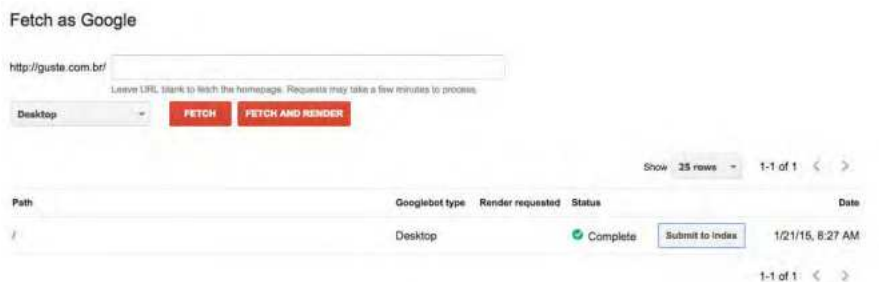 Fetch as Google
http://guste.com.br/
Leave URL blank to fetch the homepage. Requests may take a few minutes to process.
Desktop FETCH FETCH AND RENDER
Show 25 rows 1-1 of 1
Path Googlebot type Render requested Status Date
/ Desktop Complete Submit to Index 1/21/15, 8:27 AM
1-1 of 1